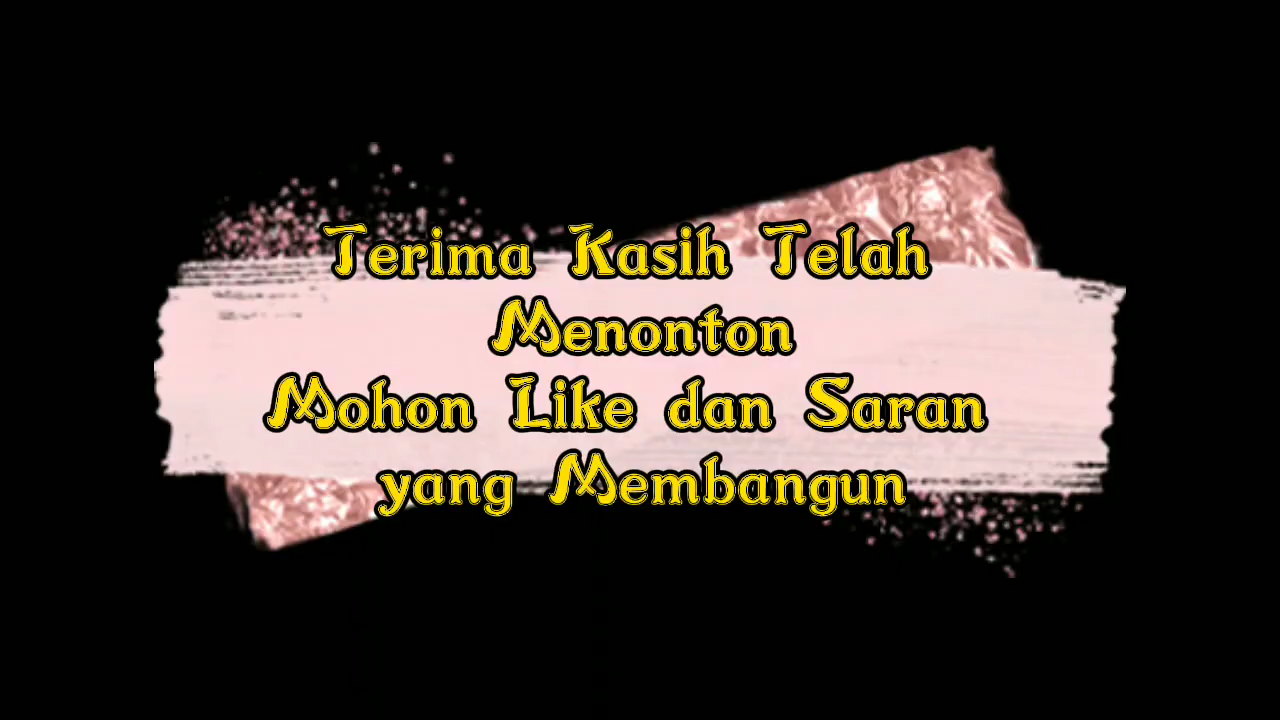 Terima Kasih Telah
Menonton
Mohon Like dan Saran
yang Membangun